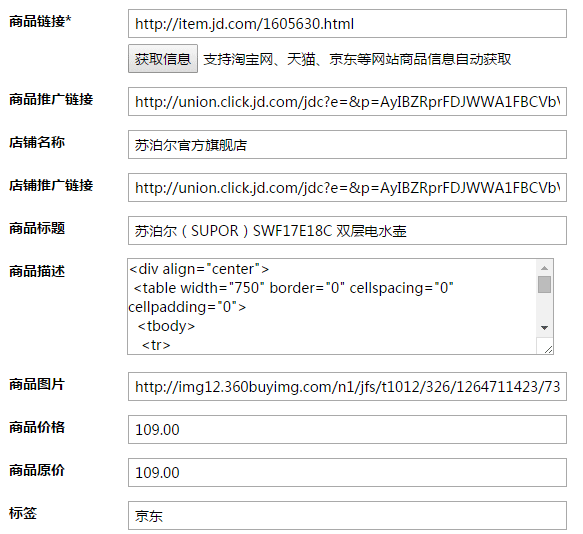 商品链接* http://item.jd.com/1605630.html
获取信息 支持淘宝网、天猫、京东等网站商品信息自动获取
商品推广链接 http://union.click.jd.com/jdc?e=&p=AyIBZRprFDJWWA1FBCVbV
店铺名称 苏泊尔官方旗舰店
店铺推广链接 http://union.click.jd.com/jdc?e=&p=AyIBZRprFDJWWA1FBCVbV
商品标题 苏泊尔（SUPOR）SWF17E18C 双层电水壶
商品描述 <div align="center">
<table width="750" border="0" cellspacing="0"
cellpadding="0">
<tbody>
<tr>
商品图片 http://img12.360buyimg.com/n1/jfs/t1012/326/1264711423/73
商品价格 109.00
商品原价 109.00
标签 京东